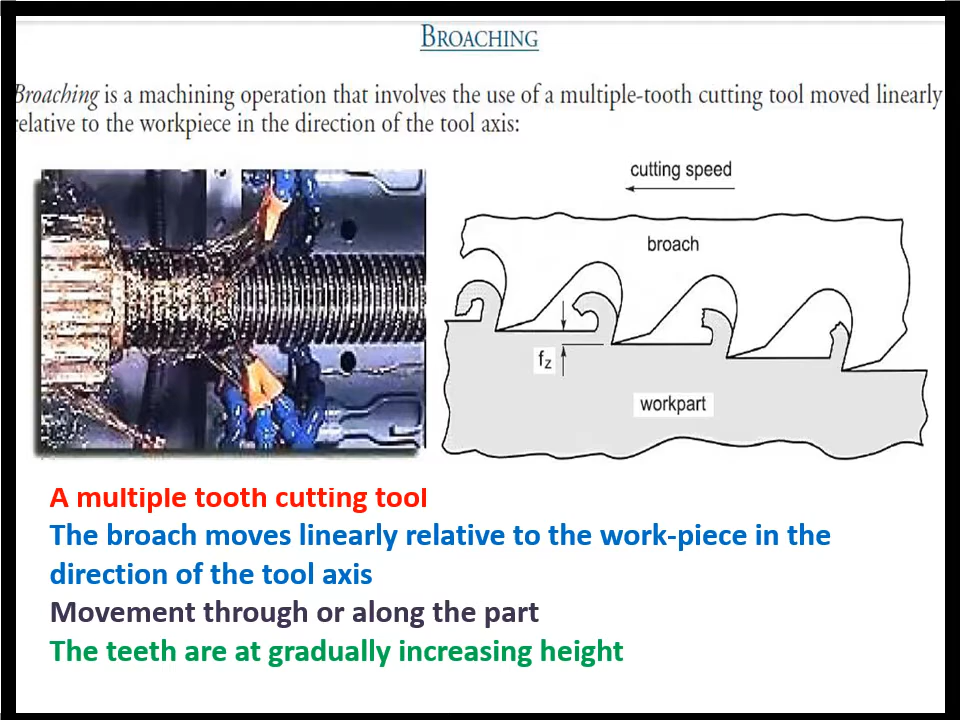 BROACHING
Broaching is a machining operation that involves the use of a multiple-tooth cutting tool moved linearly
relative to the workpiece in the direction of the tool axis:
cutting speed
broach
fz
workpart
A multiple tooth cutting tool
The broach moves linearly relative to the work-piece in the
direction of the tool axis
Movement through or along the part
The teeth are at gradually increasing height